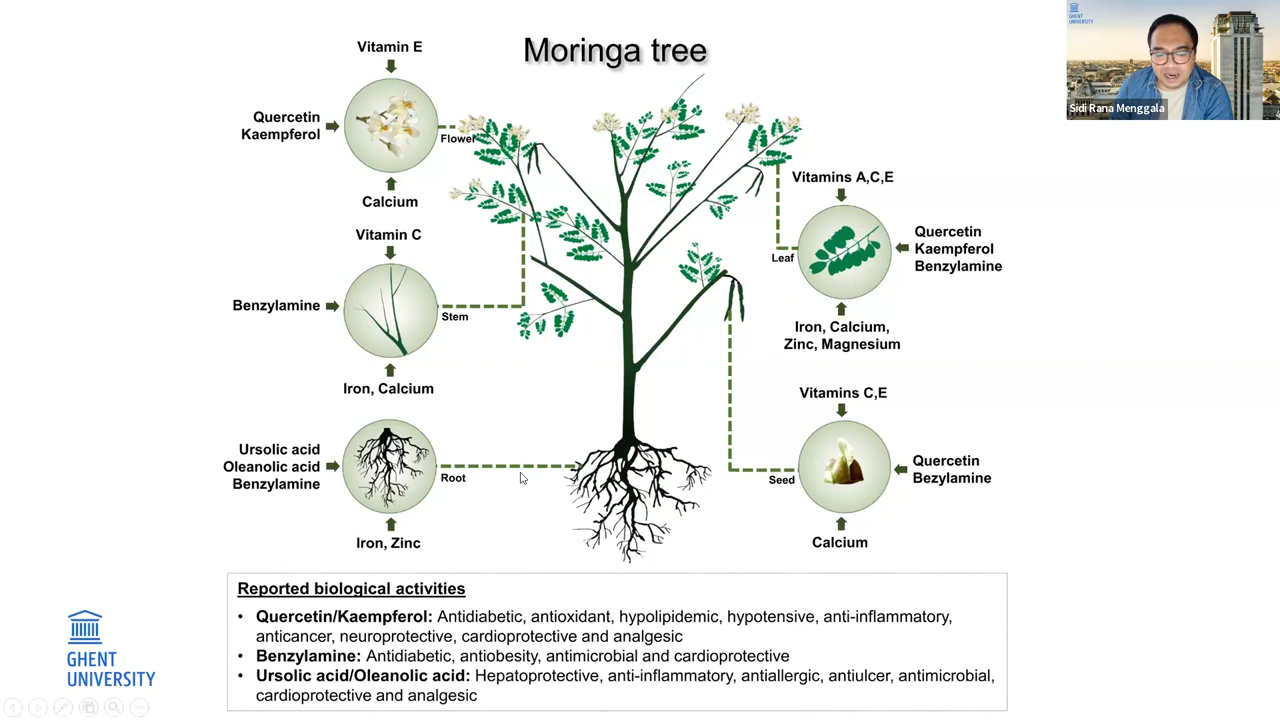 Moringa tree
GHENT
UNIVERSITY
Sidi Rana Menggala
Vitamin E
Quercetin
Kaempferol
Flower
Calcium
Vitamin C
Benzylamine
Stem
Iron, Calcium
Ursolic acid
Oleanolic acid
Benzylamine
Root
Iron, Zinc
Vitamins A,C,E
Leaf
Quercetin
Kaempferol
Benzylamine
Iron, Calcium,
Zinc, Magnesium
Vitamins C,E
Seed
Quercetin
Bezylamine
Calcium
Reported biological activities
• Quercetin/Kaempferol: Antidiabetic, antioxidant, hypolipidemic, hypotensive, anti-inflammatory,
anticancer, neuroprotective, cardioprotective and analgesic
• Benzylamine: Antidiabetic, antiobesity, antimicrobial and cardioprotective
• Ursolic acid/Oleanolic acid: Hepatoprotective, anti-inflammatory, antiallergic, antiulcer, antimicrobial,
cardioprotective and analgesic
GHENT
UNIVERSITY